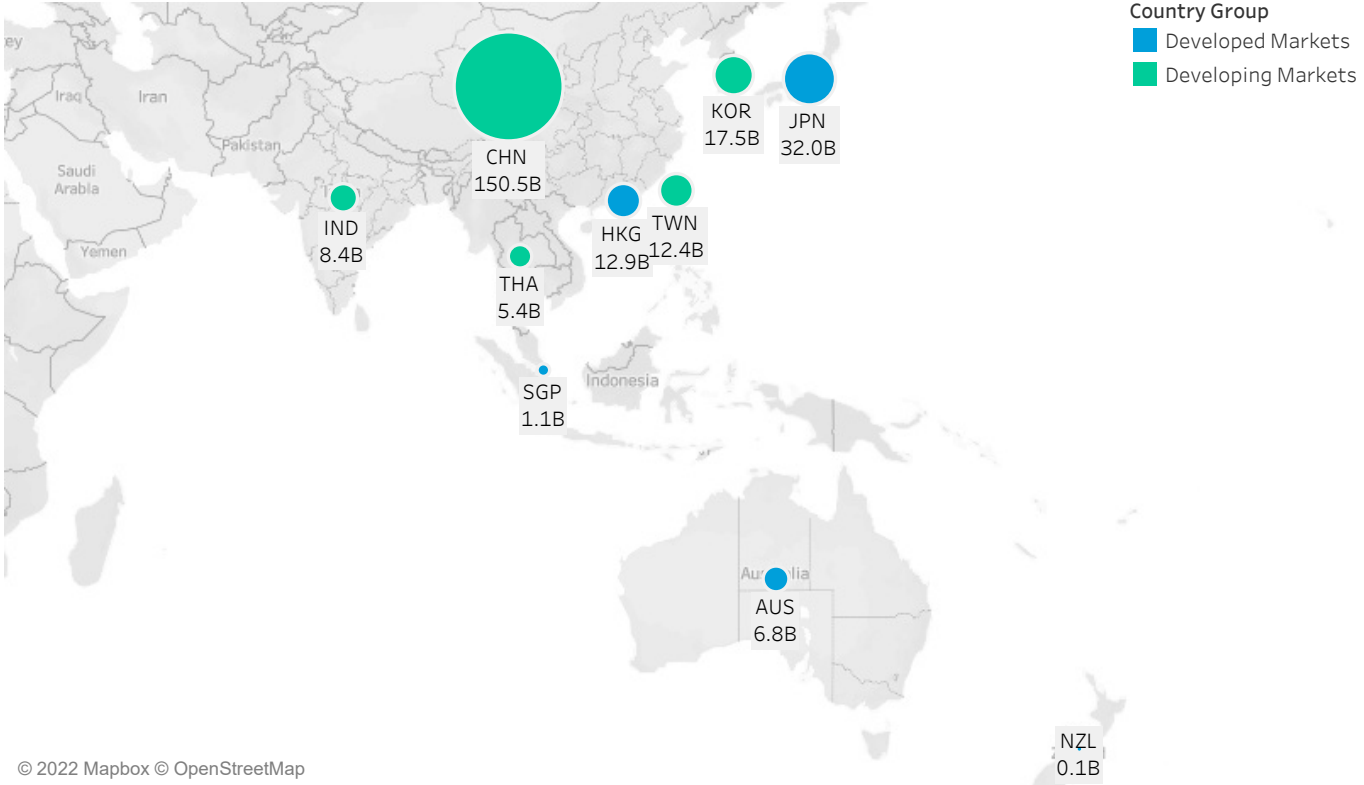 Country Group
Developed Markets
Developing Markets
Iraq
Iran
Pakistan
Saudi
Arabia
Yemen
CHN
150.5B
KOR
17.5B
JPN
32.0B
IND
8.4B
HKG
12.9B
TWN
12.4B
THA
5.4B
SGP
1.1B
Indonesia
AUS
6.8B
NZL
0.1B
© 2022 Mapbox © OpenStreetMap